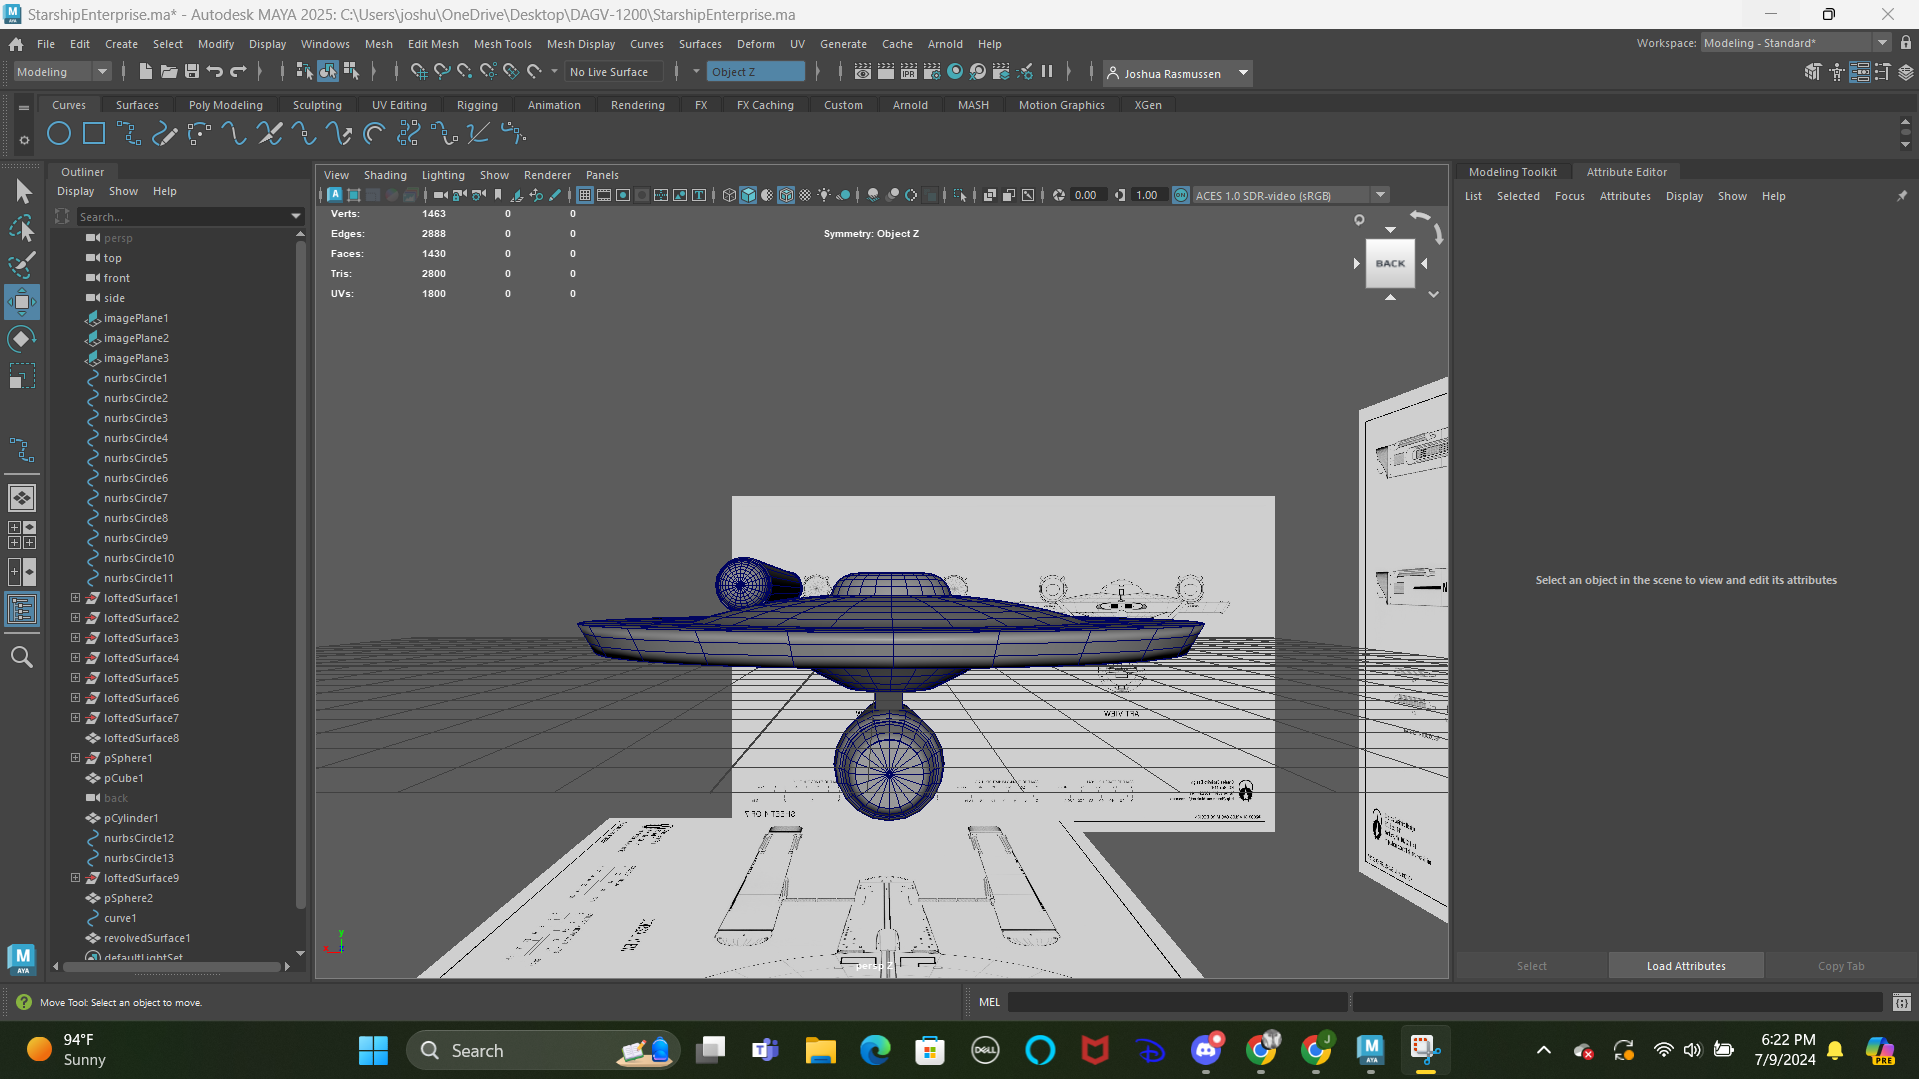 StarshipEnterprise.ma* - Autodesk MAYA 2025: C:\Users\joshu\OneDrive\Desktop\DAGV-1200\StarshipEnterprise.ma
File Edit Create Select Modify Display Windows Mesh Edit Mesh Mesh Tools Mesh Display Curves Surfaces Deform UV Generate Cache Arnold Help
Workspace: Modeling - Standard*
Modeling
No Live Surface
Object Z
IPR
Joshua Rasmussen
Curves Surfaces Poly Modeling Sculpting UV Editing Rigging Animation Rendering FX FX Caching Custom Arnold MASH Motion Graphics XGen
Outliner
Display Show Help
Search...
persp
top
front
side
imagePlane1
imagePlane2
imagePlane3
nurbsCircle1
nurbsCircle2
nurbsCircle3
nurbsCircle4
nurbsCircle5
nurbsCircle6
nurbsCircle7
nurbsCircle8
nurbsCircle9
nurbsCircle10
nurbsCircle11
loftedSurface1
loftedSurface2
loftedSurface3
loftedSurface4
loftedSurface5
loftedSurface6
loftedSurface7
loftedSurface8
pSphere1
pCube1
back
pCylinder1
nurbsCircle12
nurbsCircle13
loftedSurface9
pSphere2
curve1
revolvedSurface1
defaultLightSet
View Shading Lighting Show Renderer Panels
0.00
1.00
ACES 1.0 SDR-video (sRGB)
Verts: 1463 0 0
Edges: 2888 0 0
Faces: 1430 0 0
Tris: 2800 0 0
UVs: 1800 0 0
Symmetry: Object Z
BACK
AFT VIEW
SHEET 4 OF 7
persp Z
y
x
z
Modeling Toolkit Attribute Editor
List Selected Focus Attributes Display Show Help
Select an object in the scene to view and edit its attributes
Select Load Attributes Copy Tab
M
AYA
Move Tool: Select an object to move.
MEL
94°F
Sunny
Search
DELL
6:22 PM
7/9/2024
PRE